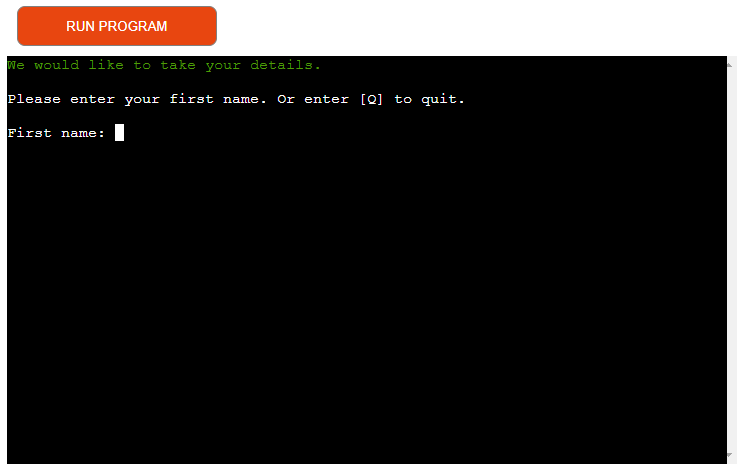 RUN PROGRAM
We would like to take your details.
Please enter your first name. Or enter [Q] to quit.
First name: